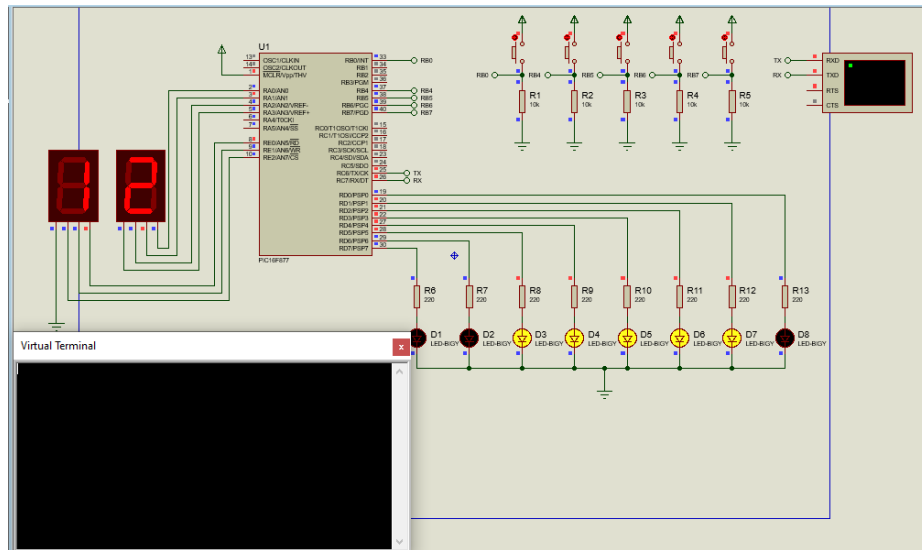 U1
13
14
1
OSC1/CLKIN
OSC2/CLKOUT
MCLR/Vpp/THV
2
3
4
5
6
7
RA0/AN0
RA1/AN1
RA2/AN2/VREF-
RA3/AN3/VREF+
RA4/T0CKI
RA5/AN4/SS
8
9
10
RE0/AN5/RD
RE1/AN6/WR
RE2/AN7/CS
RB0/INT
RB1
RB2
RB3/PGM
RB4
RB5
RB6/PGC
RB7/PGD
33
34
35
36
37
38
39
40
RB0
RB4
RB5
RB6
RB7
RC0/T1OSO/T1CKI
RC1/T1OSI/CCP2
RC2/CCP1
RC3/SCK/SCL
RC4/SDI/SDA
RC5/SDO
RC6/TX/CK
RC7/RX/DT
15
16
17
18
23
24
25
26
TX
RX
RD0/PSP0
RD1/PSP1
RD2/PSP2
RD3/PSP3
RD4/PSP4
RD5/PSP5
RD6/PSP6
RD7/PSP7
19
20
21
22
27
28
29
30
PIC16F877
12
RB0
RB4
RB5
RB6
RB7
R1
10k
R2
10k
R3
10k
R4
10k
R5
10k
TX
RX
RXD
TXD
RTS
CTS
R6
220
R7
220
R8
220
R9
220
R10
220
R11
220
R12
220
R13
220
D1
LED-BIGY
D2
LED-BIGY
D3
LED-BIGY
D4
LED-BIGY
D5
LED-BIGY
D6
LED-BIGY
D7
LED-BIGY
D8
LED-BIGY
Virtual Terminal
x